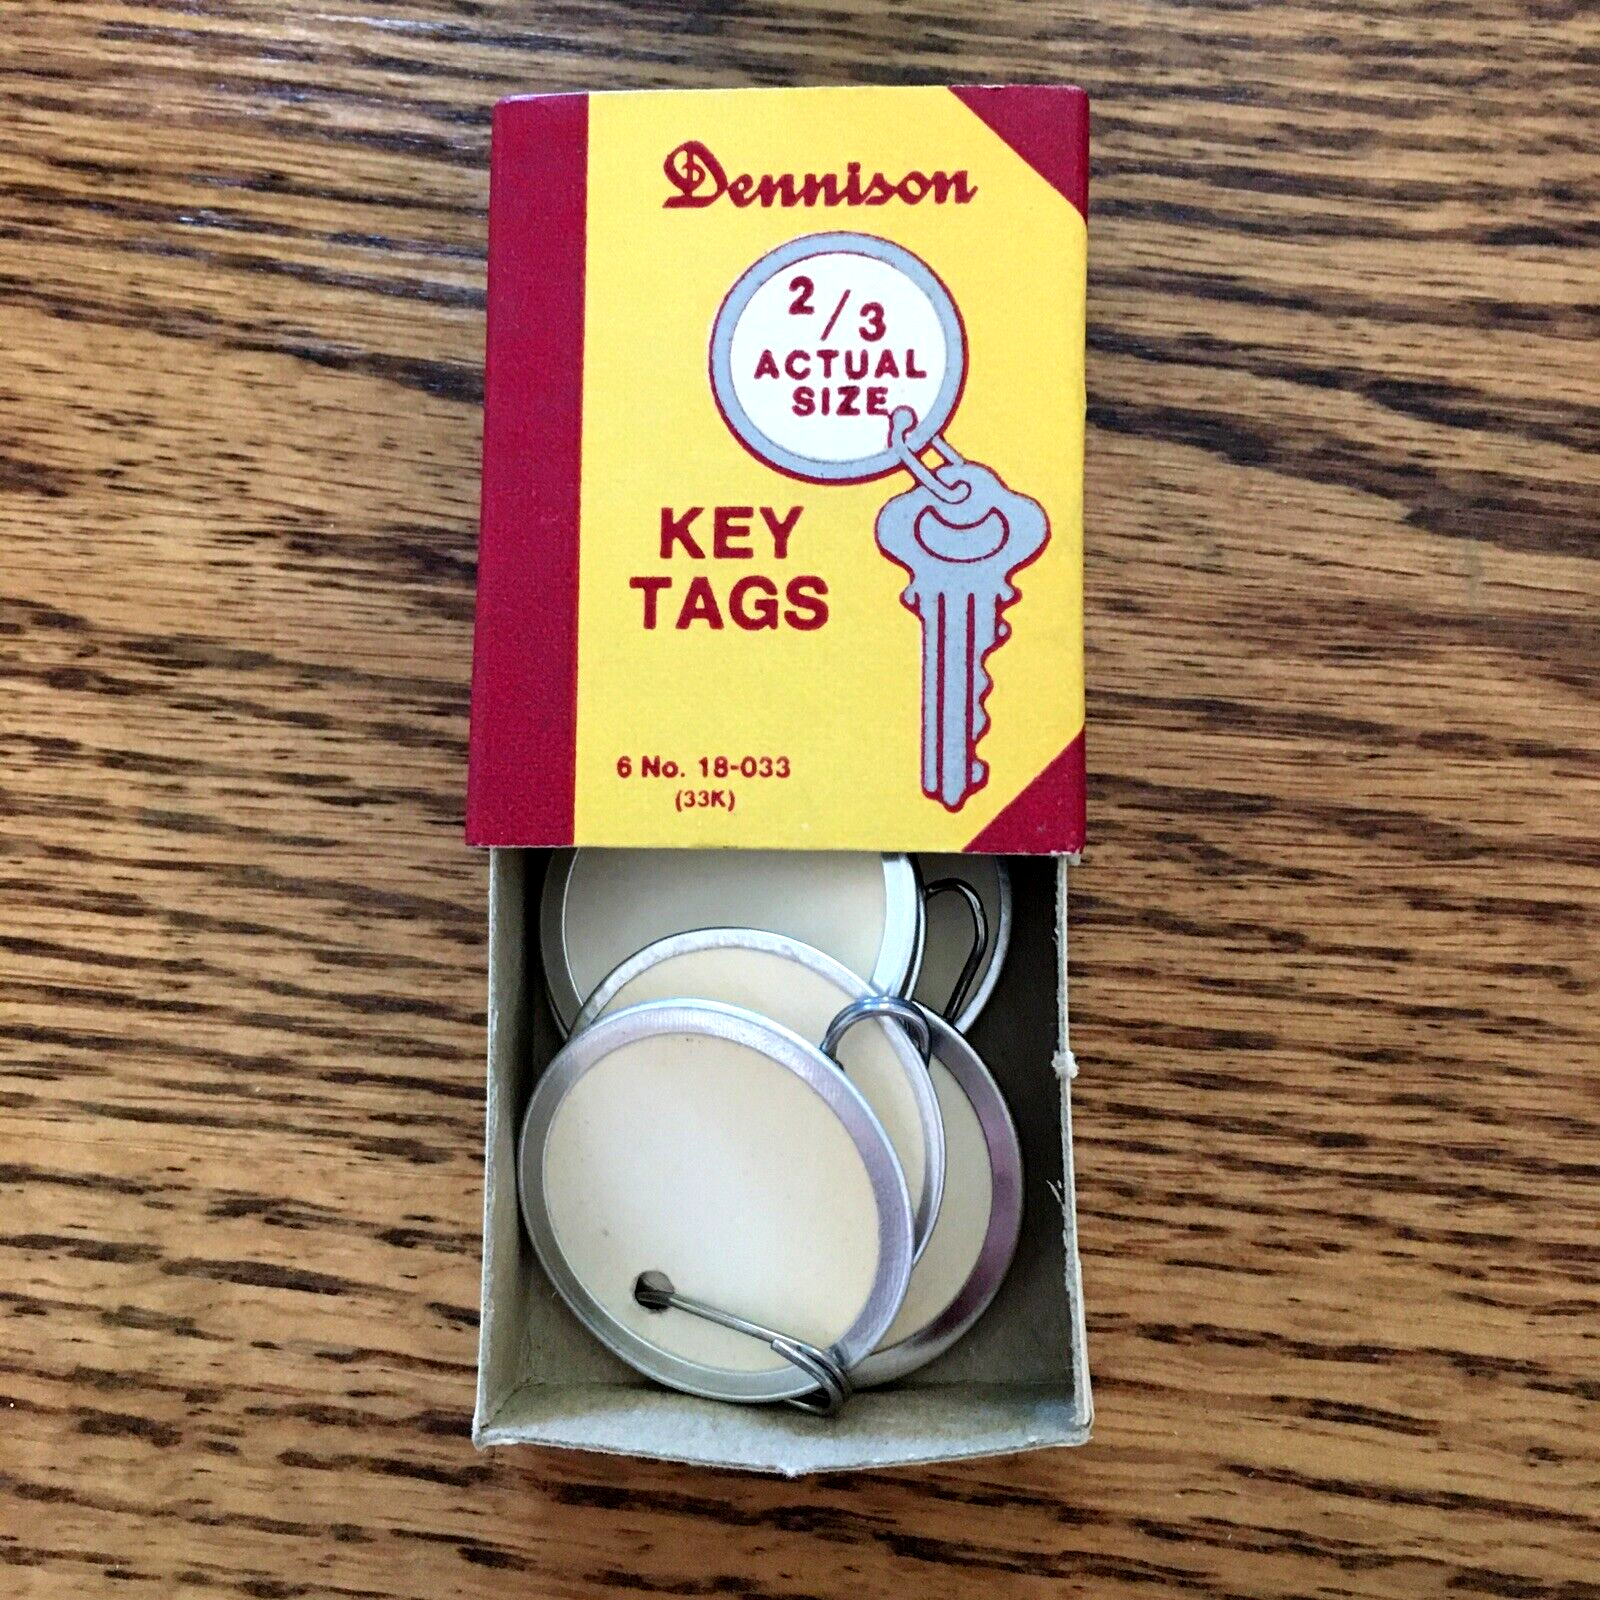 Dennison
2/3
ACTUAL
SIZE
KEY
TAGS
6 No. 18-033
(33K)